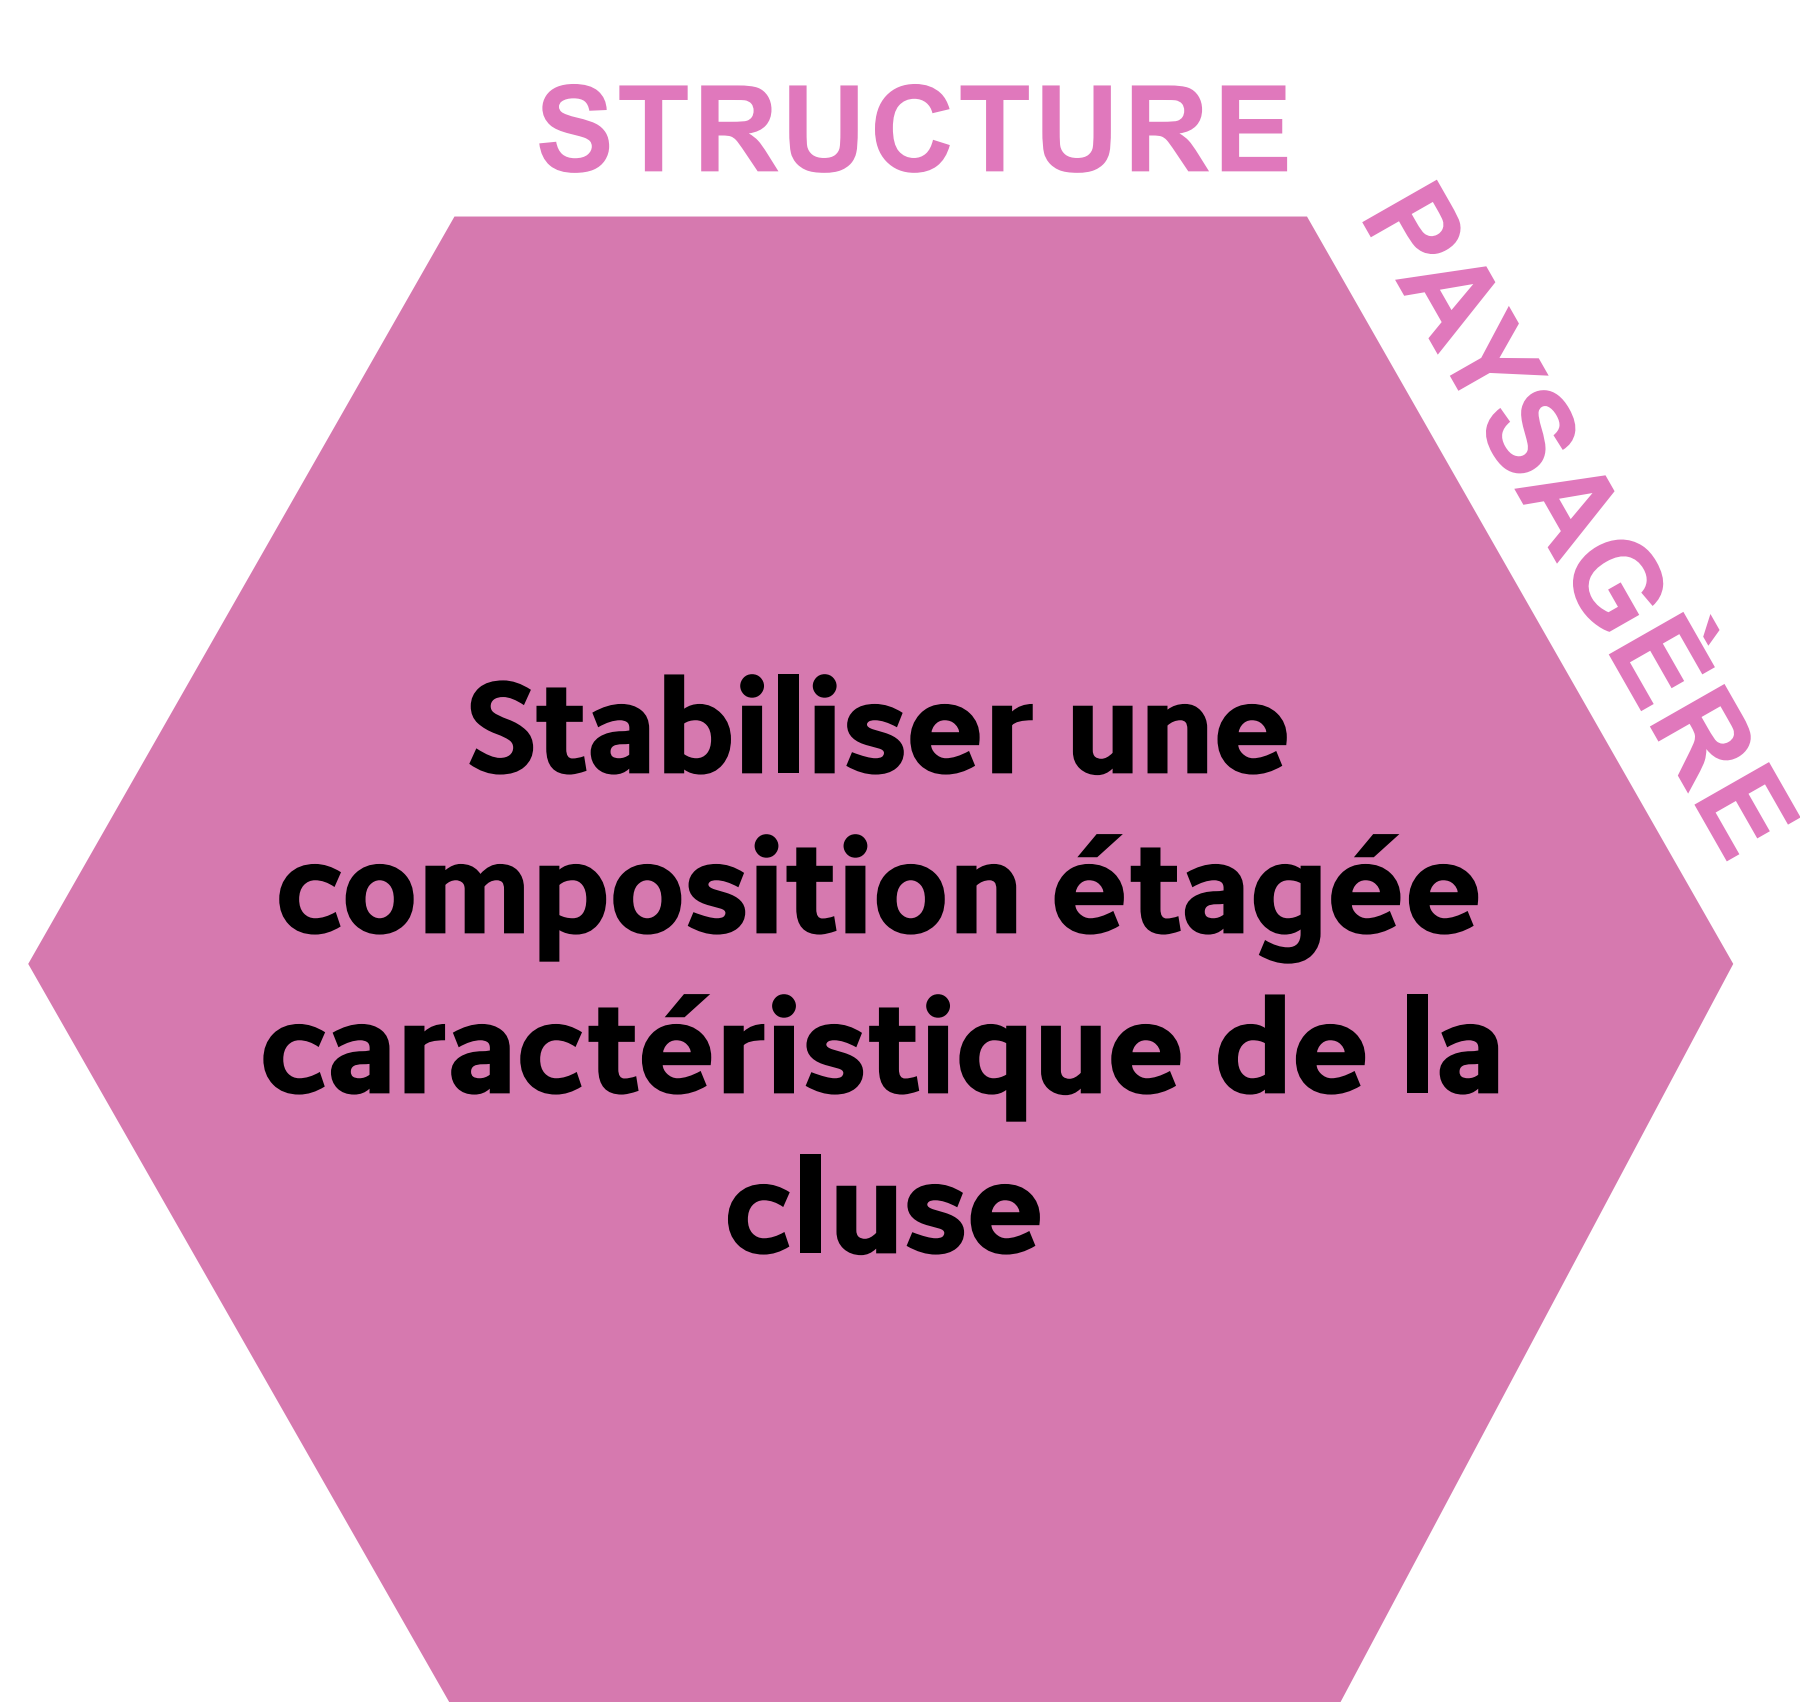 STRUCTURE
PAYSAGÈRE
Stabiliser une
composition étagée
caractéristique de la
cluse